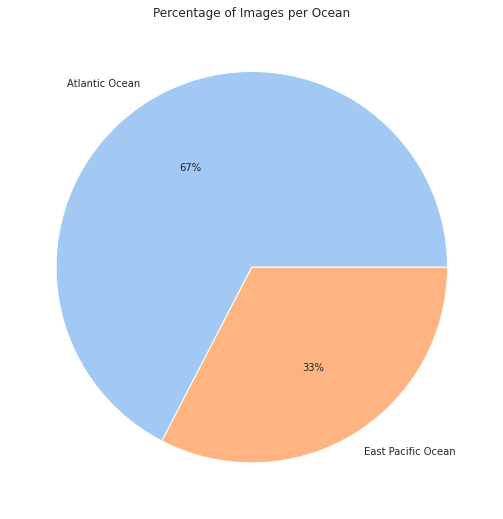 Percentage of Images per Ocean
Atlantic Ocean
67%
33%
East Pacific Ocean